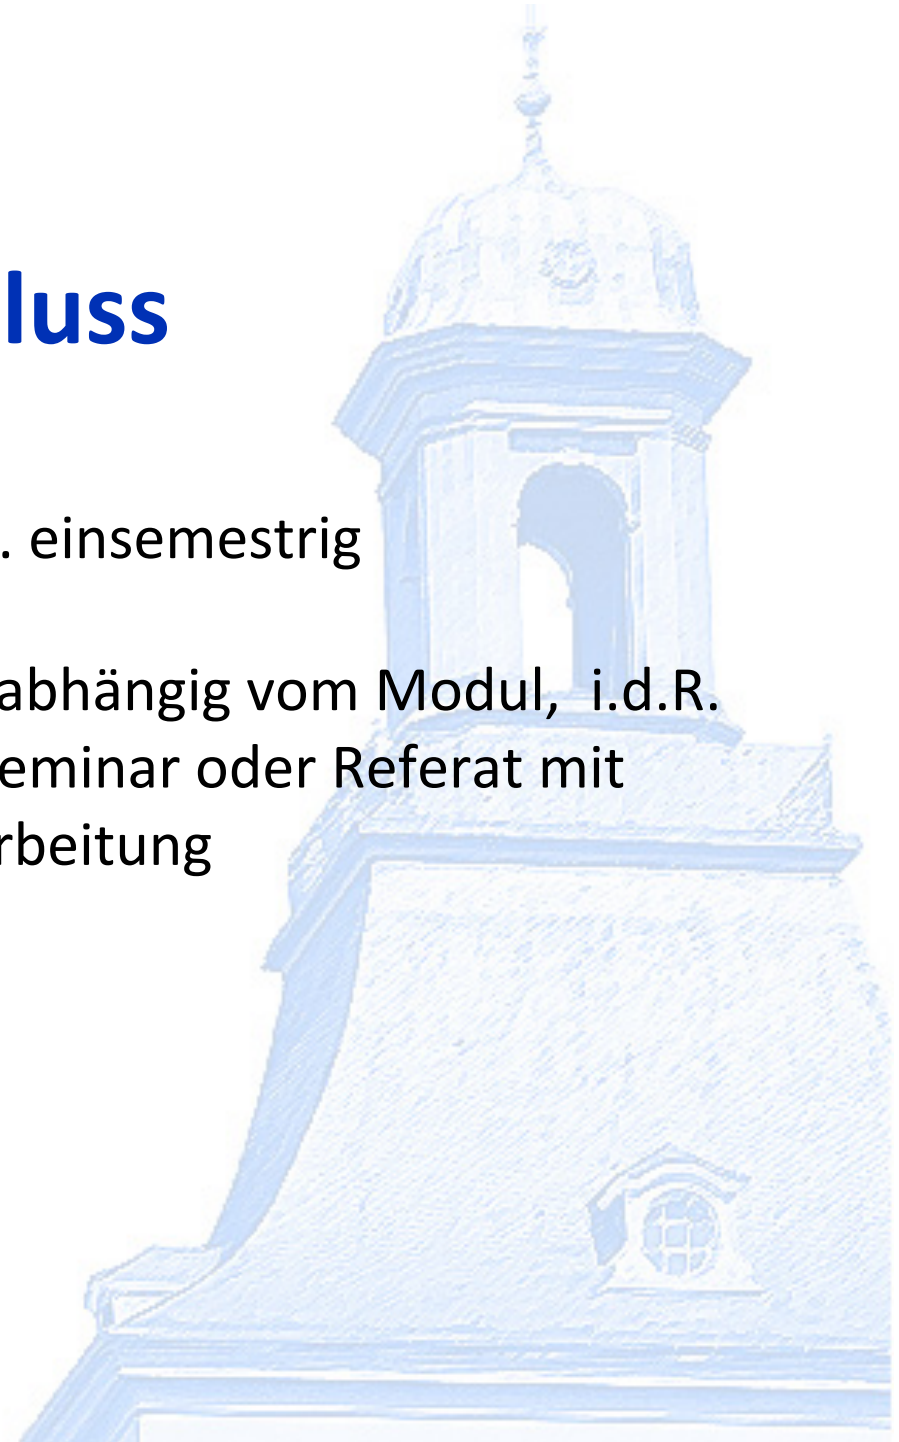 luss
. einsemestrig
abhängig vom Modul,  i.d.R.
eminar oder Referat mit
rbeitung